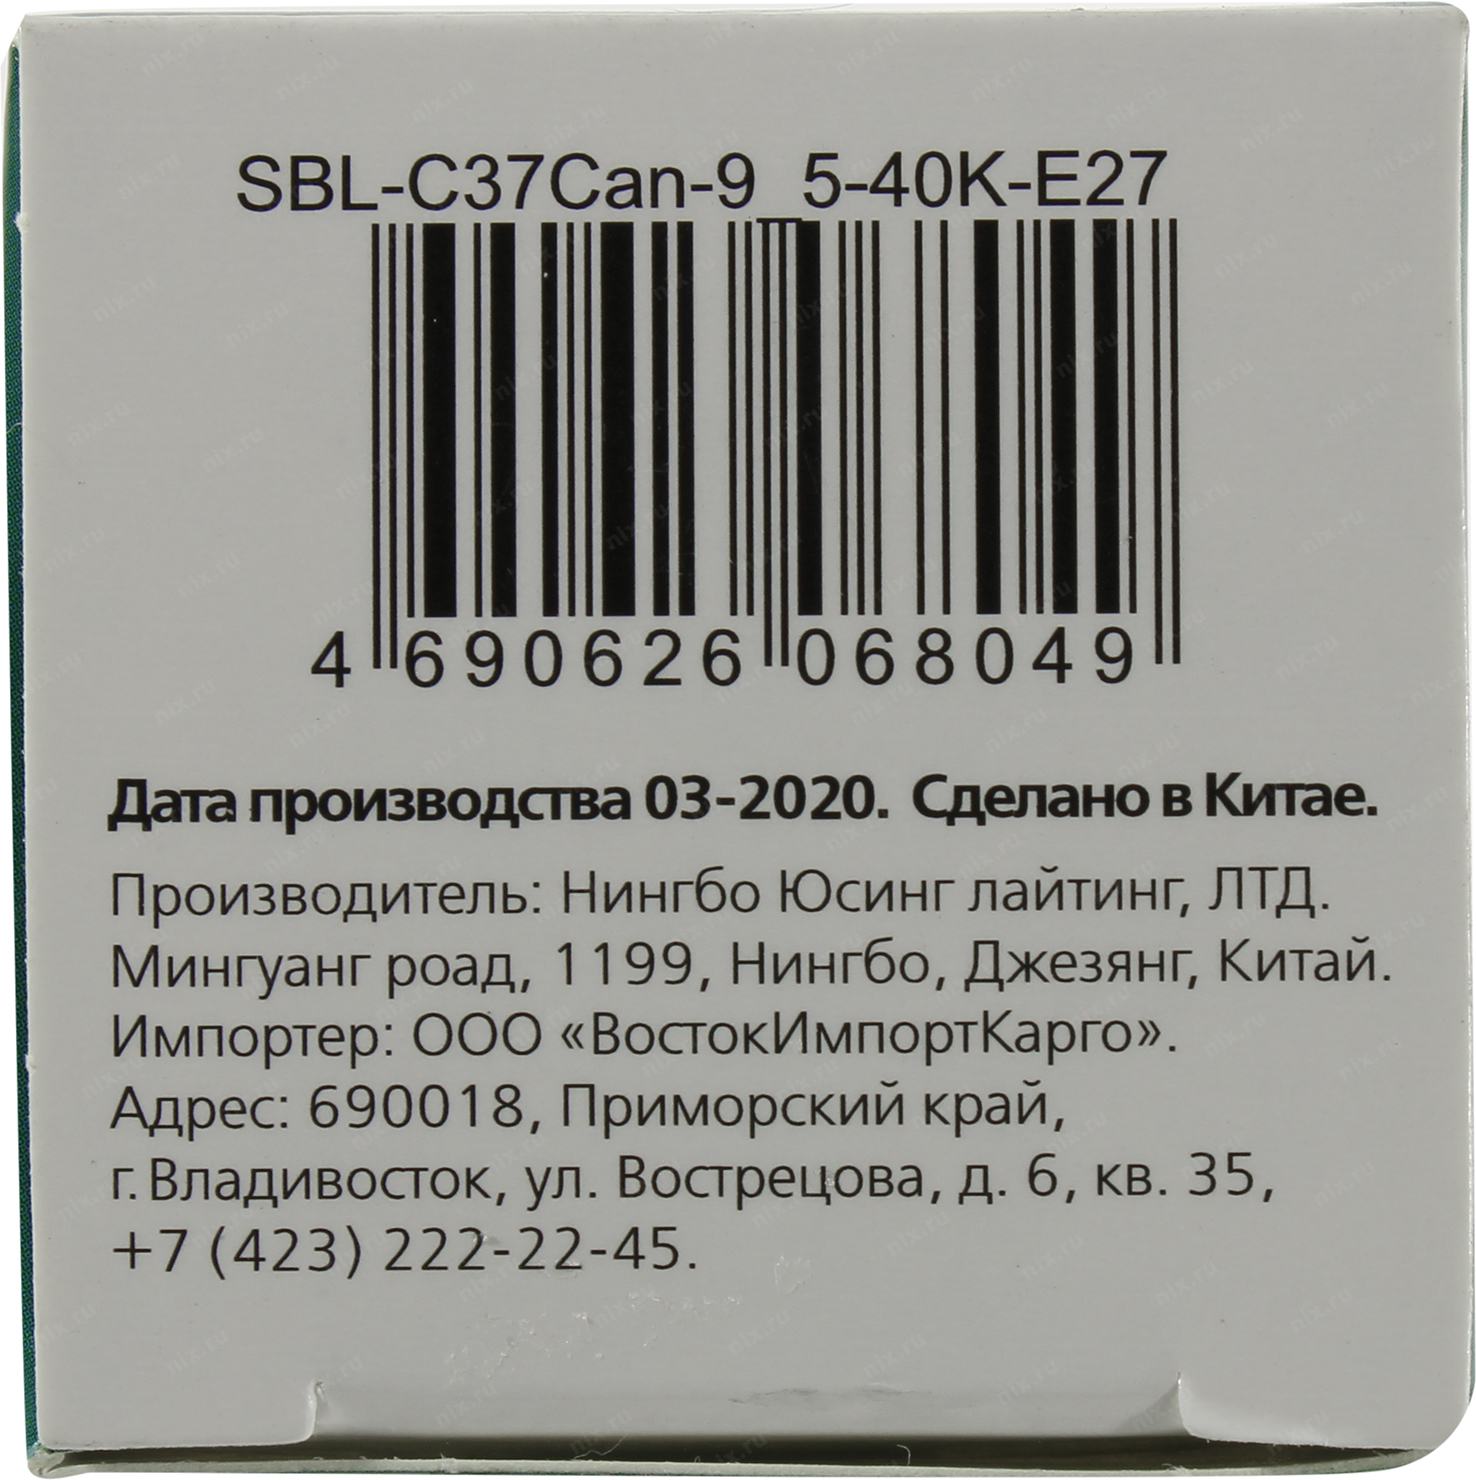 SBL-C37Can-9_5-40K-E27
4 690626 068049
Дата производства 03-2020. Сделано в Китае.
Производитель: Нингбо Юсинг лайтинг, ЛТД.
Мингуанг роад, 1199, Нингбо, Джезянг, Китай.
Импортер: ООО «ВостокИмпортКарго».
Адрес: 690018, Приморский край,
г.Владивосток, ул. Вострецова, д. 6, кв. 35,
+7 (423) 222-22-45.